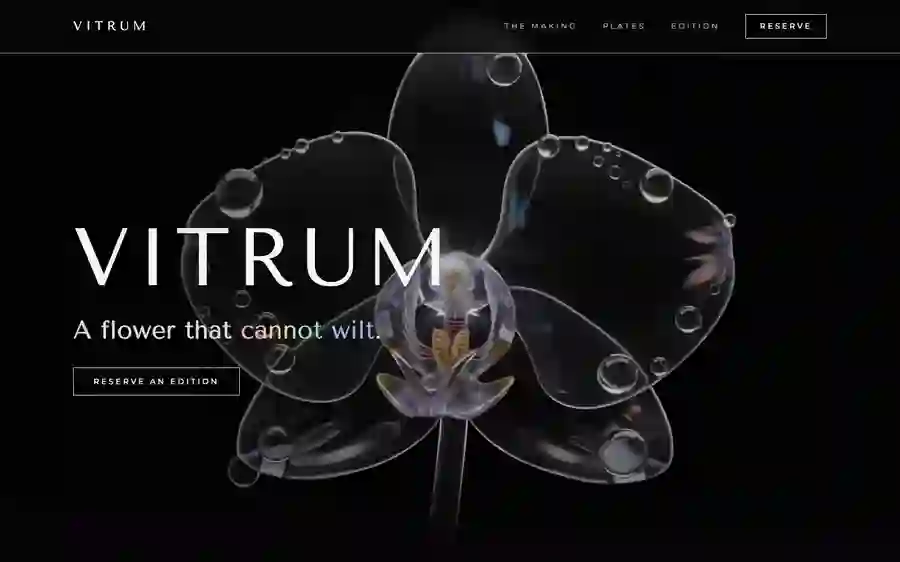 VITRUM
THE MAKING
PLATES
EDITION
RESERVE
VITRUM
A flower that cannot wilt.
RESERVE AN EDITION